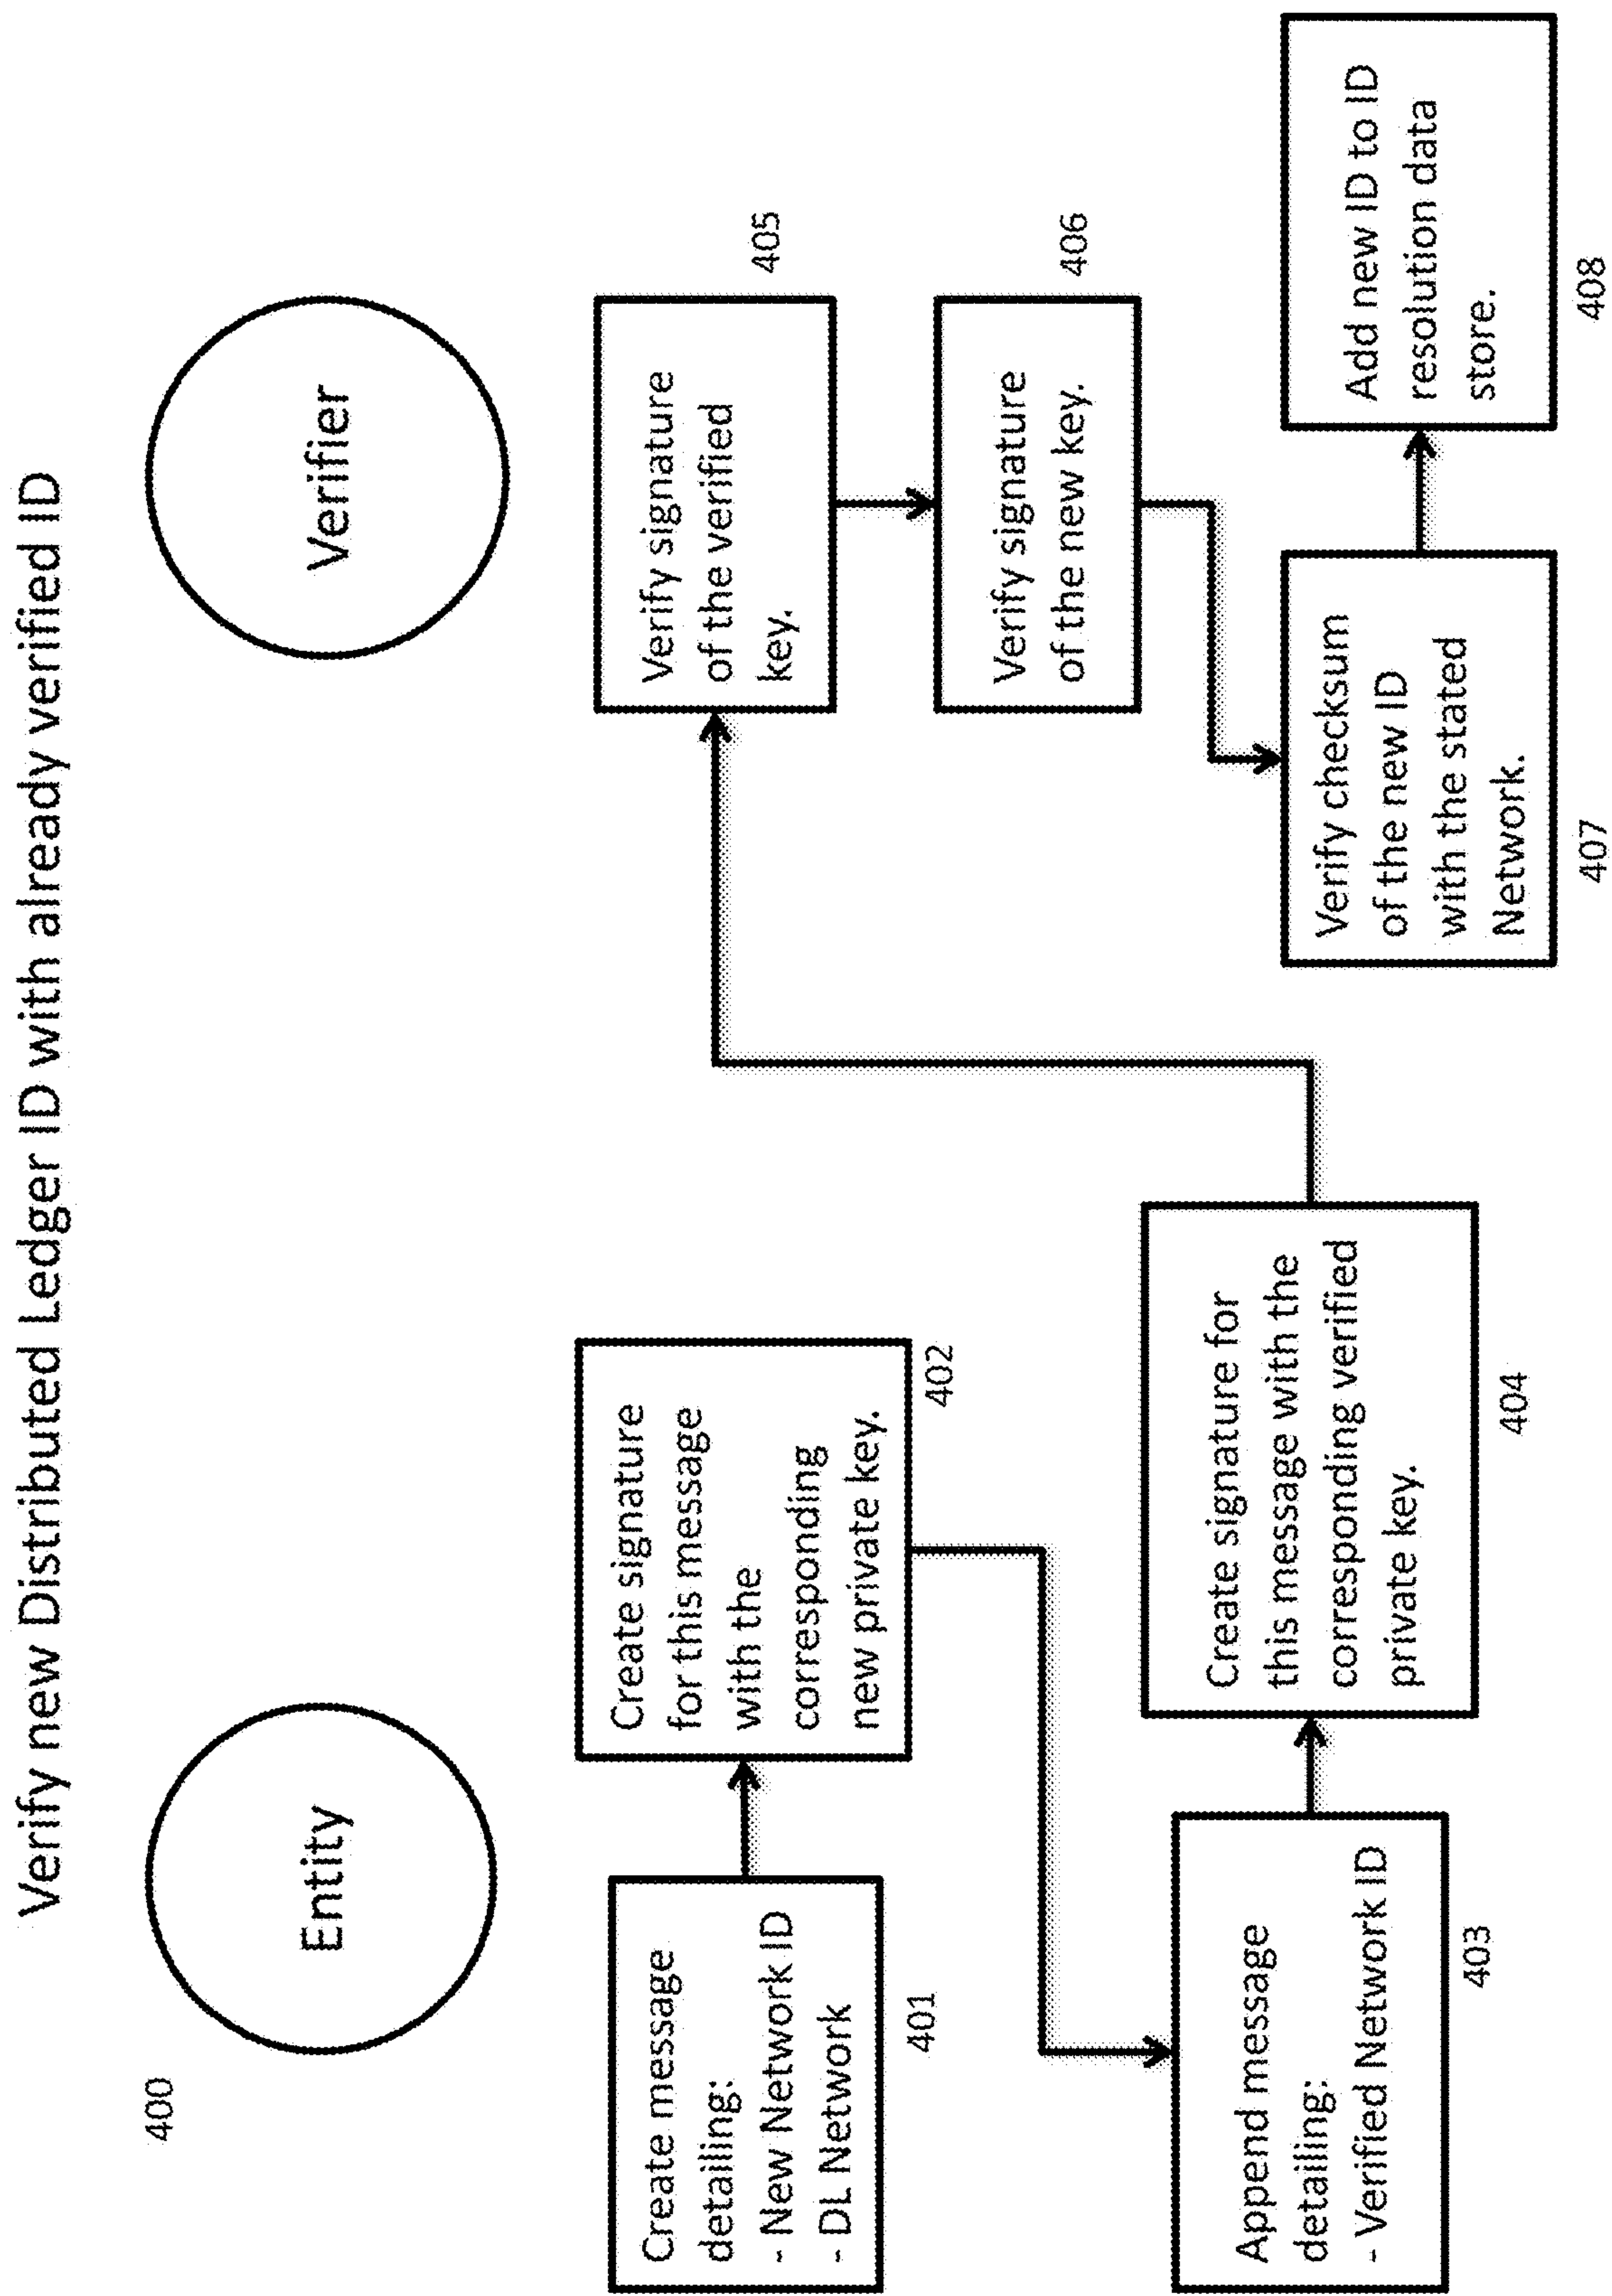 Verify new Distributed Ledger ID with already verified ID
400
Entity
Verifier
Create message
detailing:
- New Network ID
- DL Network
401
Create signature
for this message
with the
corresponding
new private key.
402
Append message
detailing:
- Verified Network ID
403
Create signature for
this message with the
corresponding verified
private key.
404
Verify signature
of the verified
key.
405
Verify signature
of the new key.
406
Verify checksum
of the new ID
with the stated
Network.
407
Add new ID to ID
resolution data
store.
408